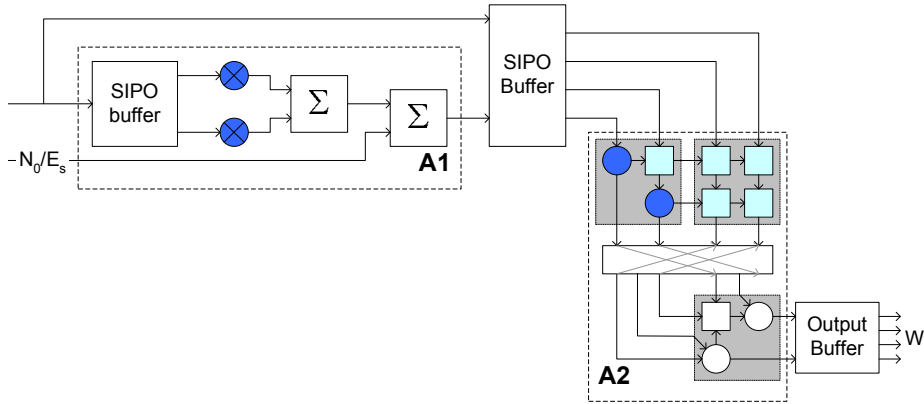 SIPO
buffer
Σ
Σ
N₀/Eₛ
A1
SIPO
Buffer
A2
Output
Buffer
W